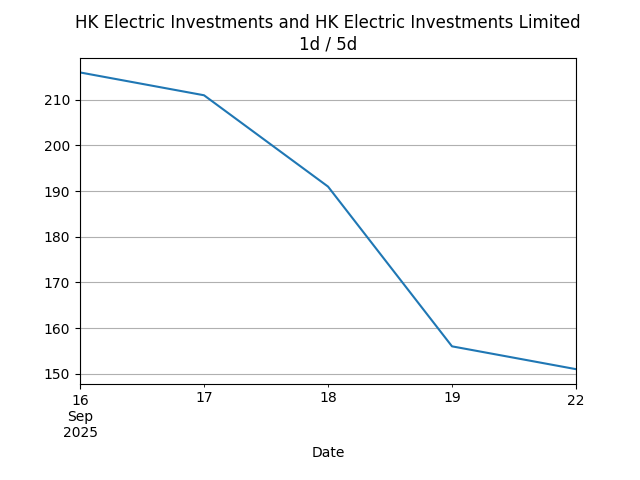 HK Electric Investments and HK Electric Investments Limited
1d / 5d
210
200
190
180
170
160
150
16 17 18 19 22
Sep
2025
Date